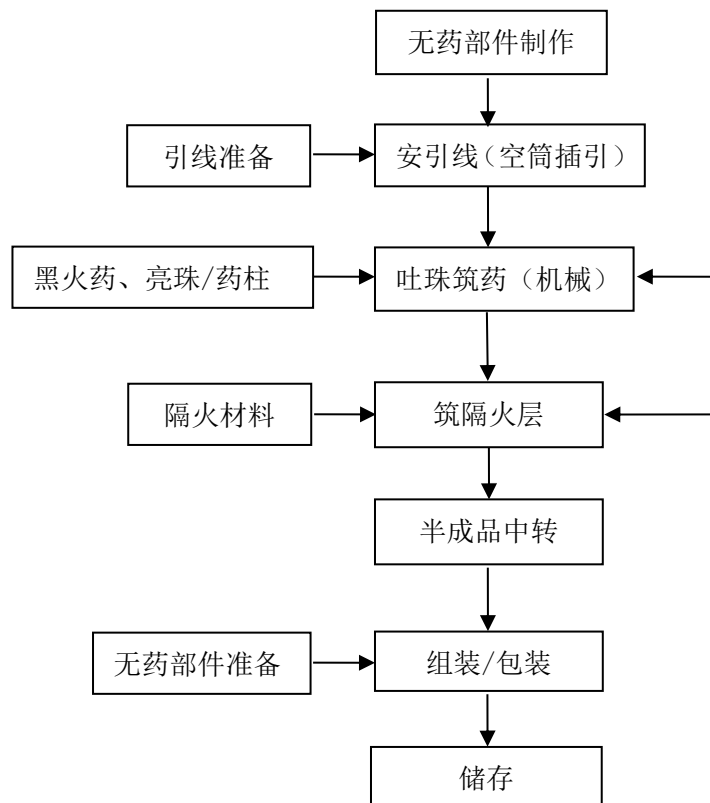 无药部件制作
引线准备
安引线（空筒插引）
黑火药、亮珠/药柱
吐珠筑药（机械）
隔火材料
筑隔火层
半成品中转
无药部件准备
组装/包装
储存